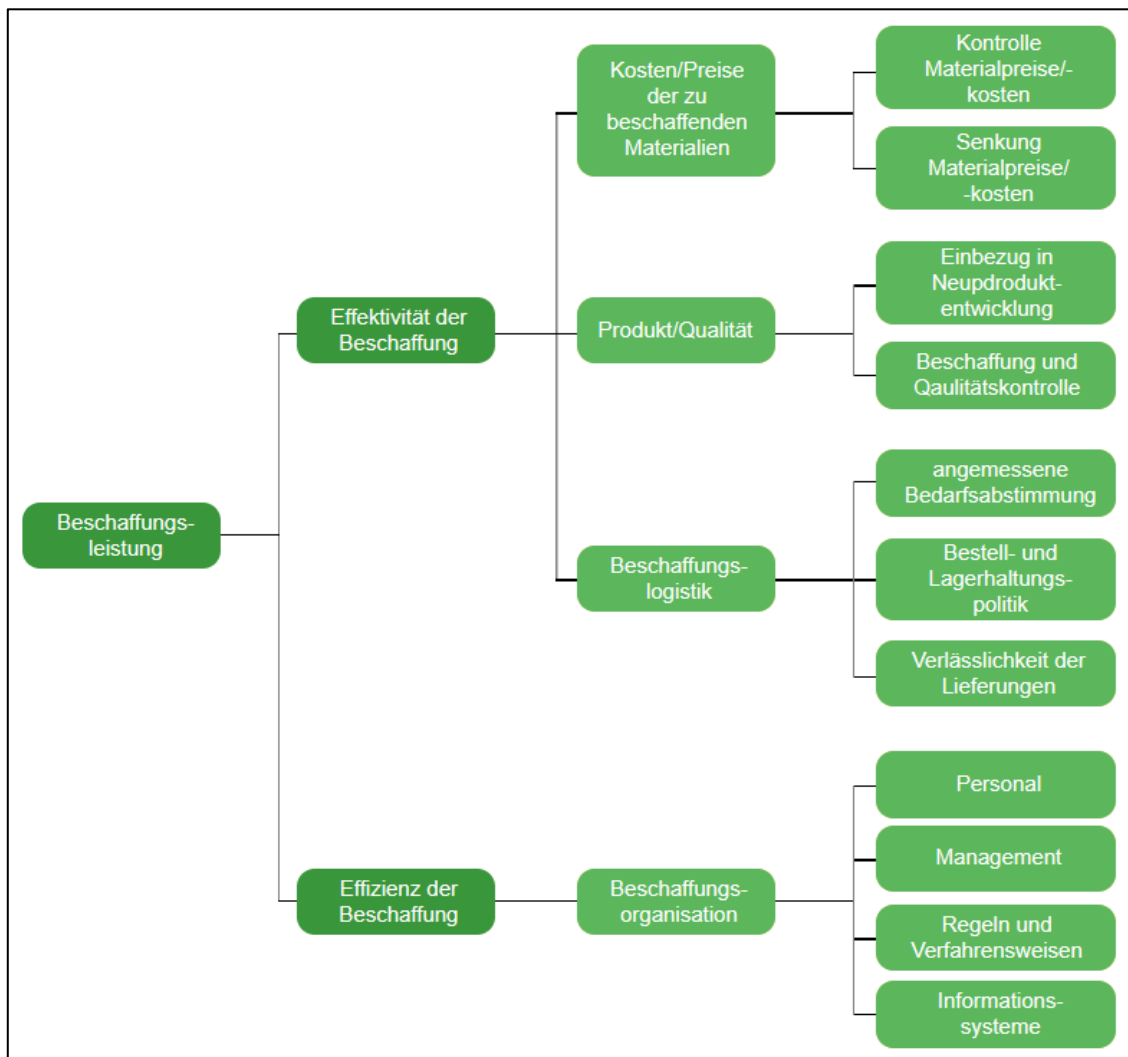 Kosten/Preise
der zu
beschaffenden
Materialien
Kontrolle
Materialpreise/-
kosten
Senkung
Materialpreise/
-kosten
Effektivität der
Beschaffung
Produkt/Qualität
Einbezug in
Neupdrodukt-
entwicklung
Beschaffung und
Qaulitätskontrolle
Beschaffungs-
leistung
Beschaffungs-
logistik
angemessene
Bedarfsabstimmung
Bestell- und
Lagerhaltungs-
politik
Verlässlichkeit der
Lieferungen
Effizienz der
Beschaffung
Beschaffungs-
organisation
Personal
Management
Regeln und
Verfahrensweisen
Informations-
systeme